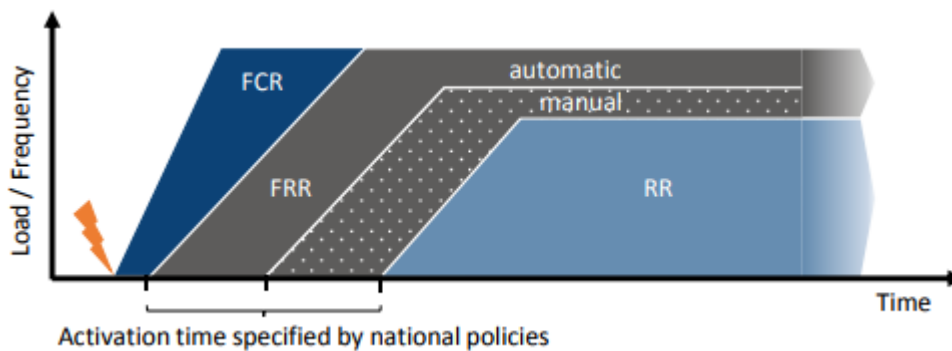 Load / Frequency
FCR
automatic
manual
FRR
RR
Time
Activation time specified by national policies